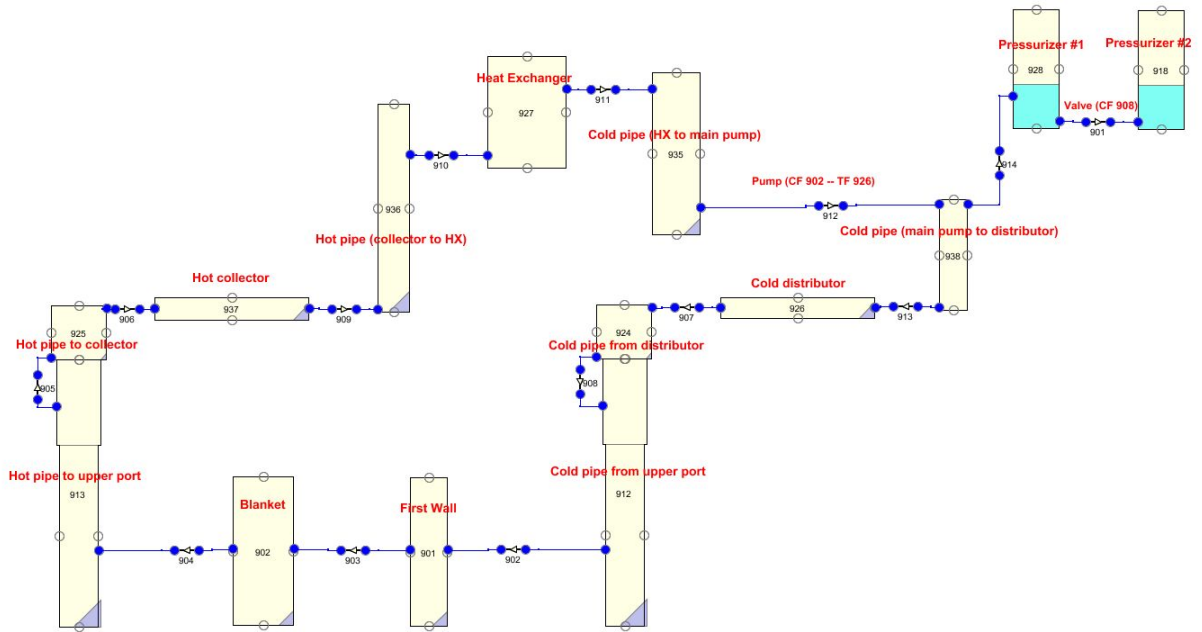 Pressurizer #1
928
Pressurizer #2
918
Valve (CF 908)
901
Heat Exchanger
927
911
Cold pipe (HX to main pump)
935
910
914
Pump (CF 902 -- TF 926)
912
936
Hot pipe (collector to HX)
Cold pipe (main pump to distributor)
938
Hot collector
937
906
909
Cold distributor
926
907
913
925
Hot pipe to collector
905
924
Cold pipe from distributor
908
Hot pipe to upper port
913
Cold pipe from upper port
912
Blanket
902
First Wall
901
904
903
902